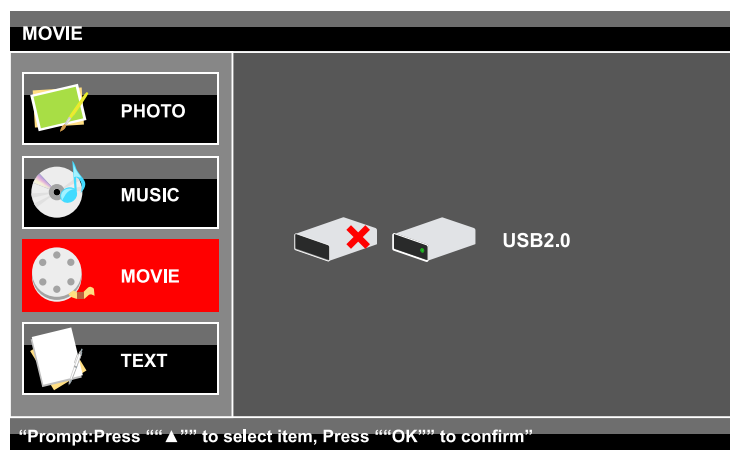 MOVIE
PHOTO
MUSIC
MOVIE
TEXT
USB2.0
“Prompt:Press ““▲”” to select item, Press ““OK”” to confirm”